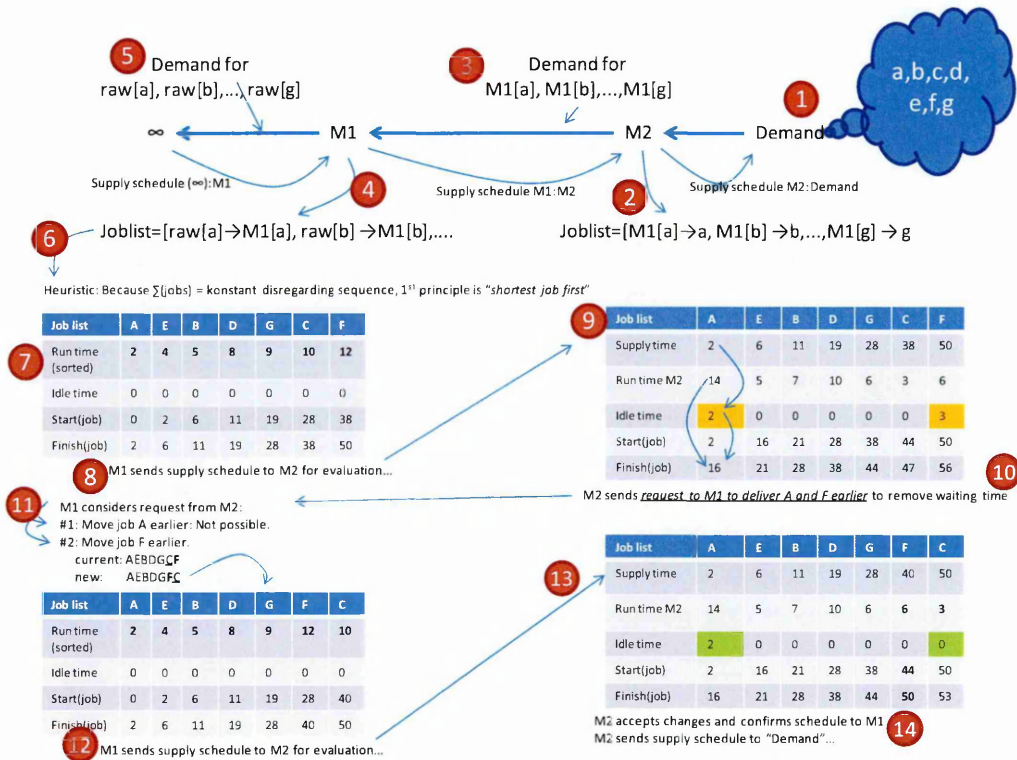 5
Demand for
raw[a], raw[b],..., raw[g]
3
Demand for
M1[a], M1[b],...,M1[g]
1
a,b,c,d,
e,f,g
∞
M1
M2
Demand
Supply schedule (∞):M1
4
Supply schedule M1:M2
2
Supply schedule M2:Demand
6
Joblist=[raw[a]→M1[a], raw[b] →M1[b],....
Joblist=[M1[a]→a, M1[b] →b,...,M1[g] → g
Heuristic: Because ∑(jobs) = konstant disregarding sequence, 1st principle is "shortest job first"
7
Job list A E B D G C F
Run time (sorted) 2 4 5 8 9 10 12
Idle time 0 0 0 0 0 0 0
Start(job) 0 2 6 11 19 28 38
Finish(job) 2 6 11 19 28 38 50
8
M1 sends supply schedule to M2 for evaluation...
9
Job list A E B D G C F
Supply time 2 6 11 19 28 38 50
Run time M2 14 5 7 10 6 3 6
Idle time 2 0 0 0 0 0 3
Start(job) 2 16 21 28 38 44 50
Finish(job) 16 21 28 38 44 47 56
10
M2 sends request to M1 to deliver A and F earlier to remove waiting time
11
M1 considers request from M2:
#1: Move job A earlier: Not possible.
#2: Move job F earlier.
current: AEBDGCF
new: AEBDGFC
Job list A E B D G F C
Run time (sorted) 2 4 5 8 9 12 10
Idle time 0 0 0 0 0 0 0
Start(job) 0 2 6 11 19 28 40
Finish(job) 2 6 11 19 28 40 50
12
M1 sends supply schedule to M2 for evaluation...
13
Job list A E B D G F C
Supply time 2 6 11 19 28 40 50
Run time M2 14 5 7 10 6 6 3
Idle time 2 0 0 0 0 0 0
Start(job) 2 16 21 28 38 44 50
Finish(job) 16 21 28 38 44 50 53
M2 accepts changes and confirms schedule to M1
14
M2 sends supply schedule to "Demand"...